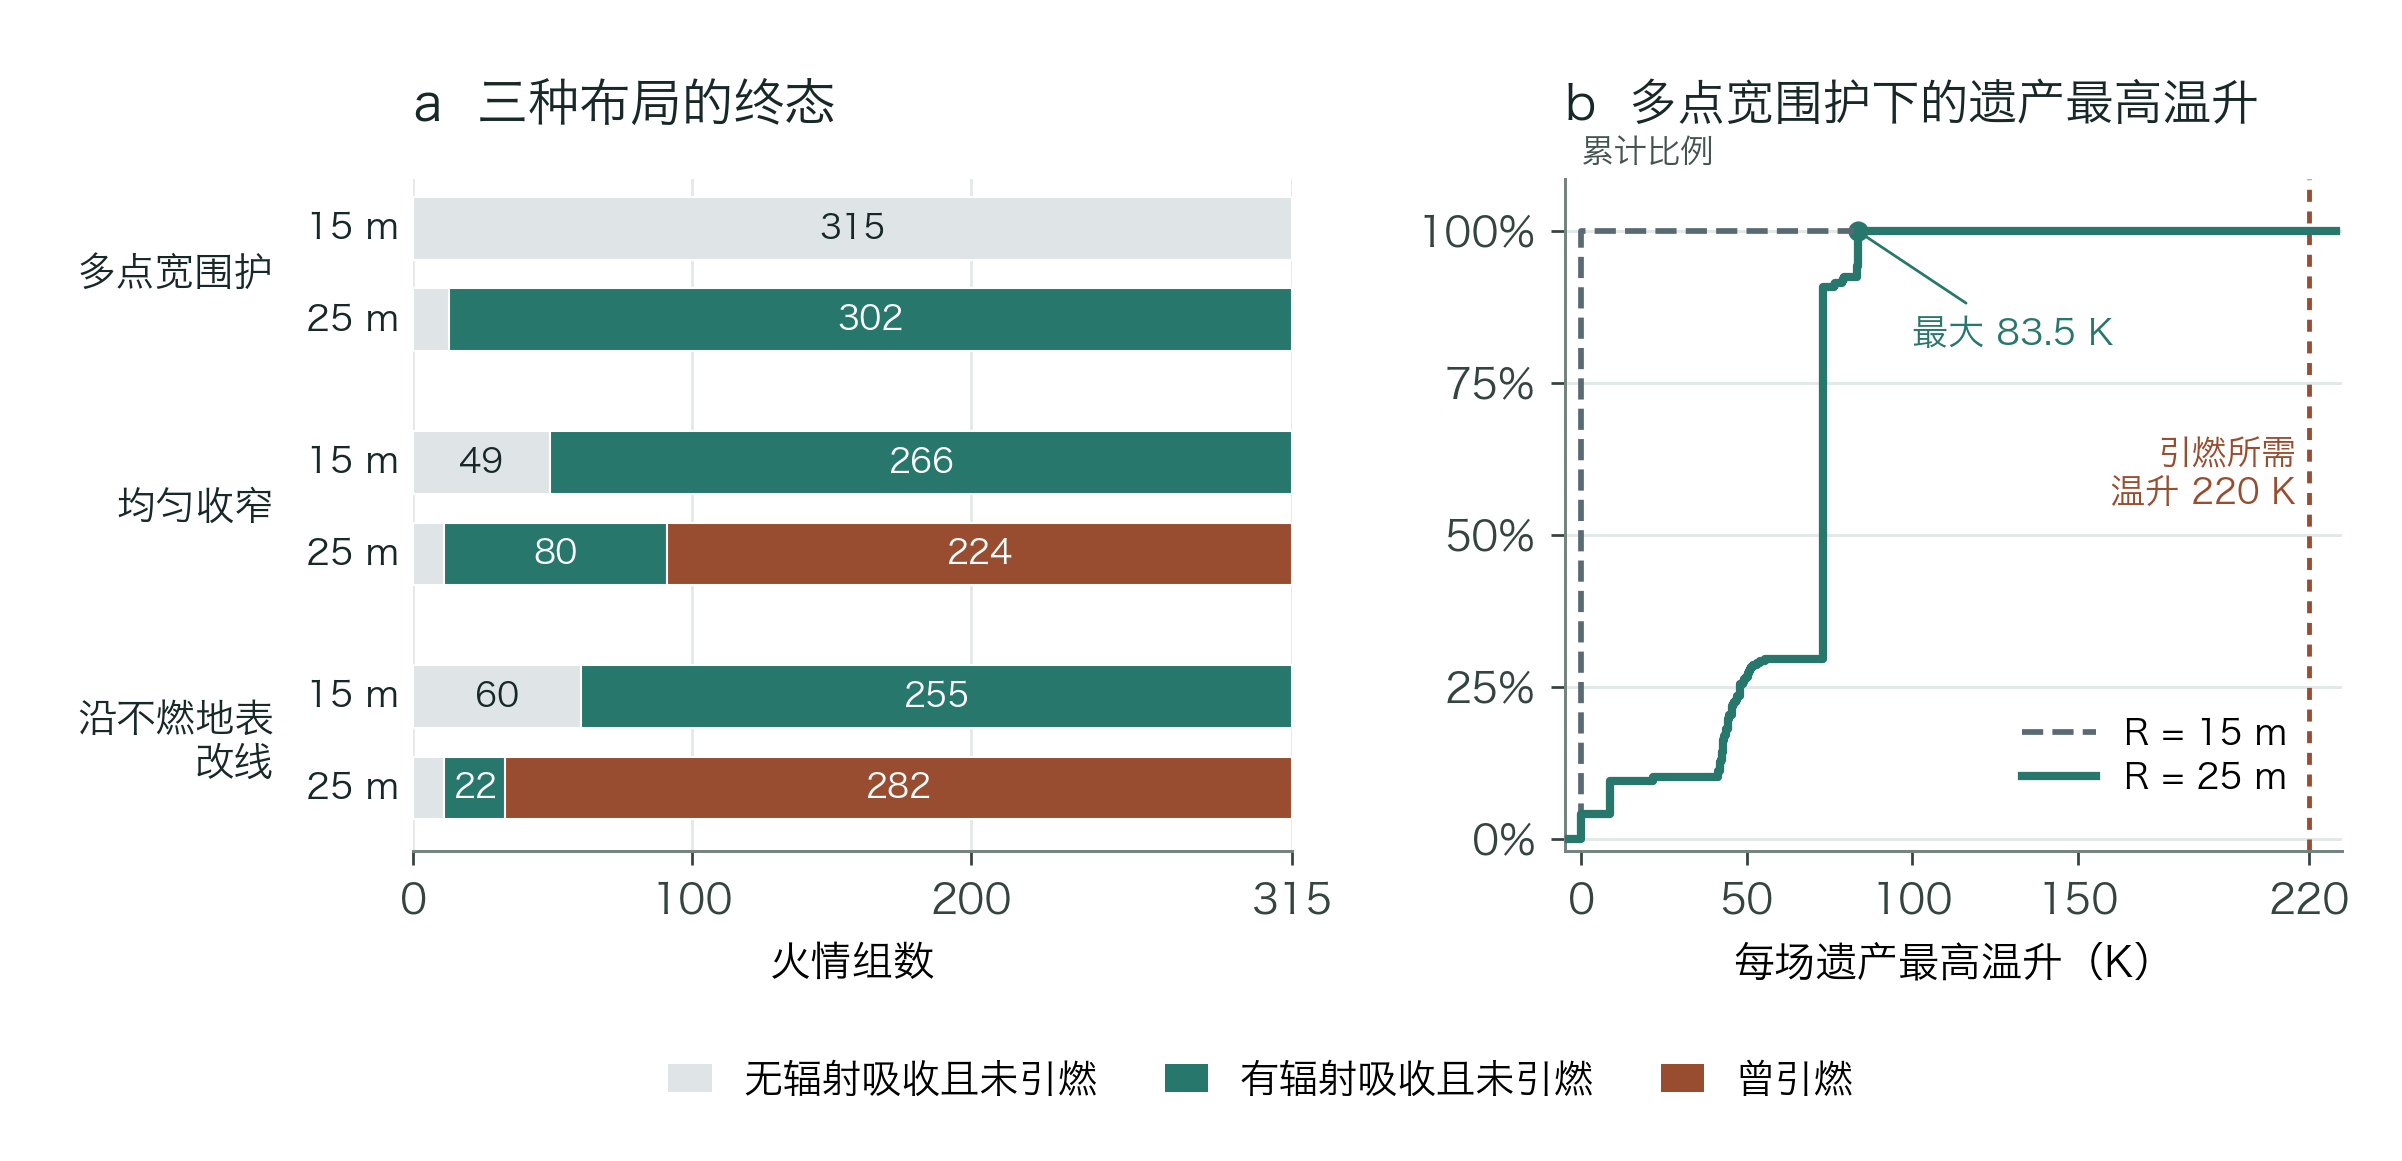 a 三种布局的终态
多点宽围护
15 m
315
25 m
302
均匀收窄
15 m
49
266
25 m
80
224
沿不燃地表
改线
15 m
60
255
25 m
22
282
0
100
200
315
火情组数
b 多点宽围护下的遗产最高温升
累计比例
100%
75%
50%
25%
0%
最大 83.5 K
引燃所需
温升 220 K
R = 15 m
R = 25 m
0
50
100
150
220
每场遗产最高温升（K）
无辐射吸收且未引燃
有辐射吸收且未引燃
曾引燃